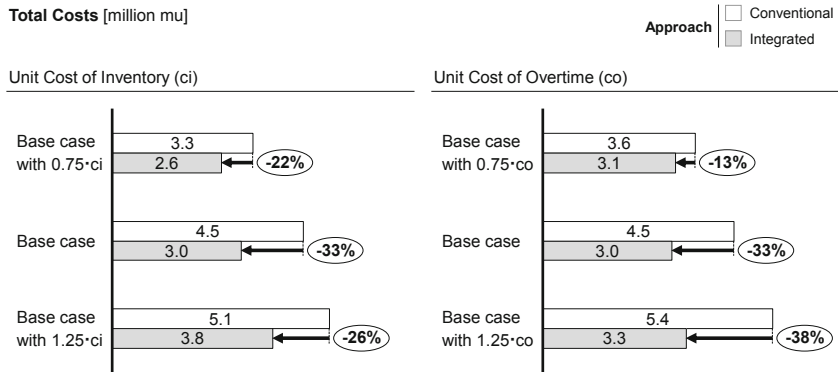 Total Costs [million mu]
Approach
Conventional
Integrated
Unit Cost of Inventory (ci)
Base case
with 0.75·ci
3.3
2.6
-22%
Base case
4.5
3.0
-33%
Base case
with 1.25·ci
5.1
3.8
-26%
Unit Cost of Overtime (co)
Base case
with 0.75·co
3.6
3.1
-13%
Base case
4.5
3.0
-33%
Base case
with 1.25·co
5.4
3.3
-38%